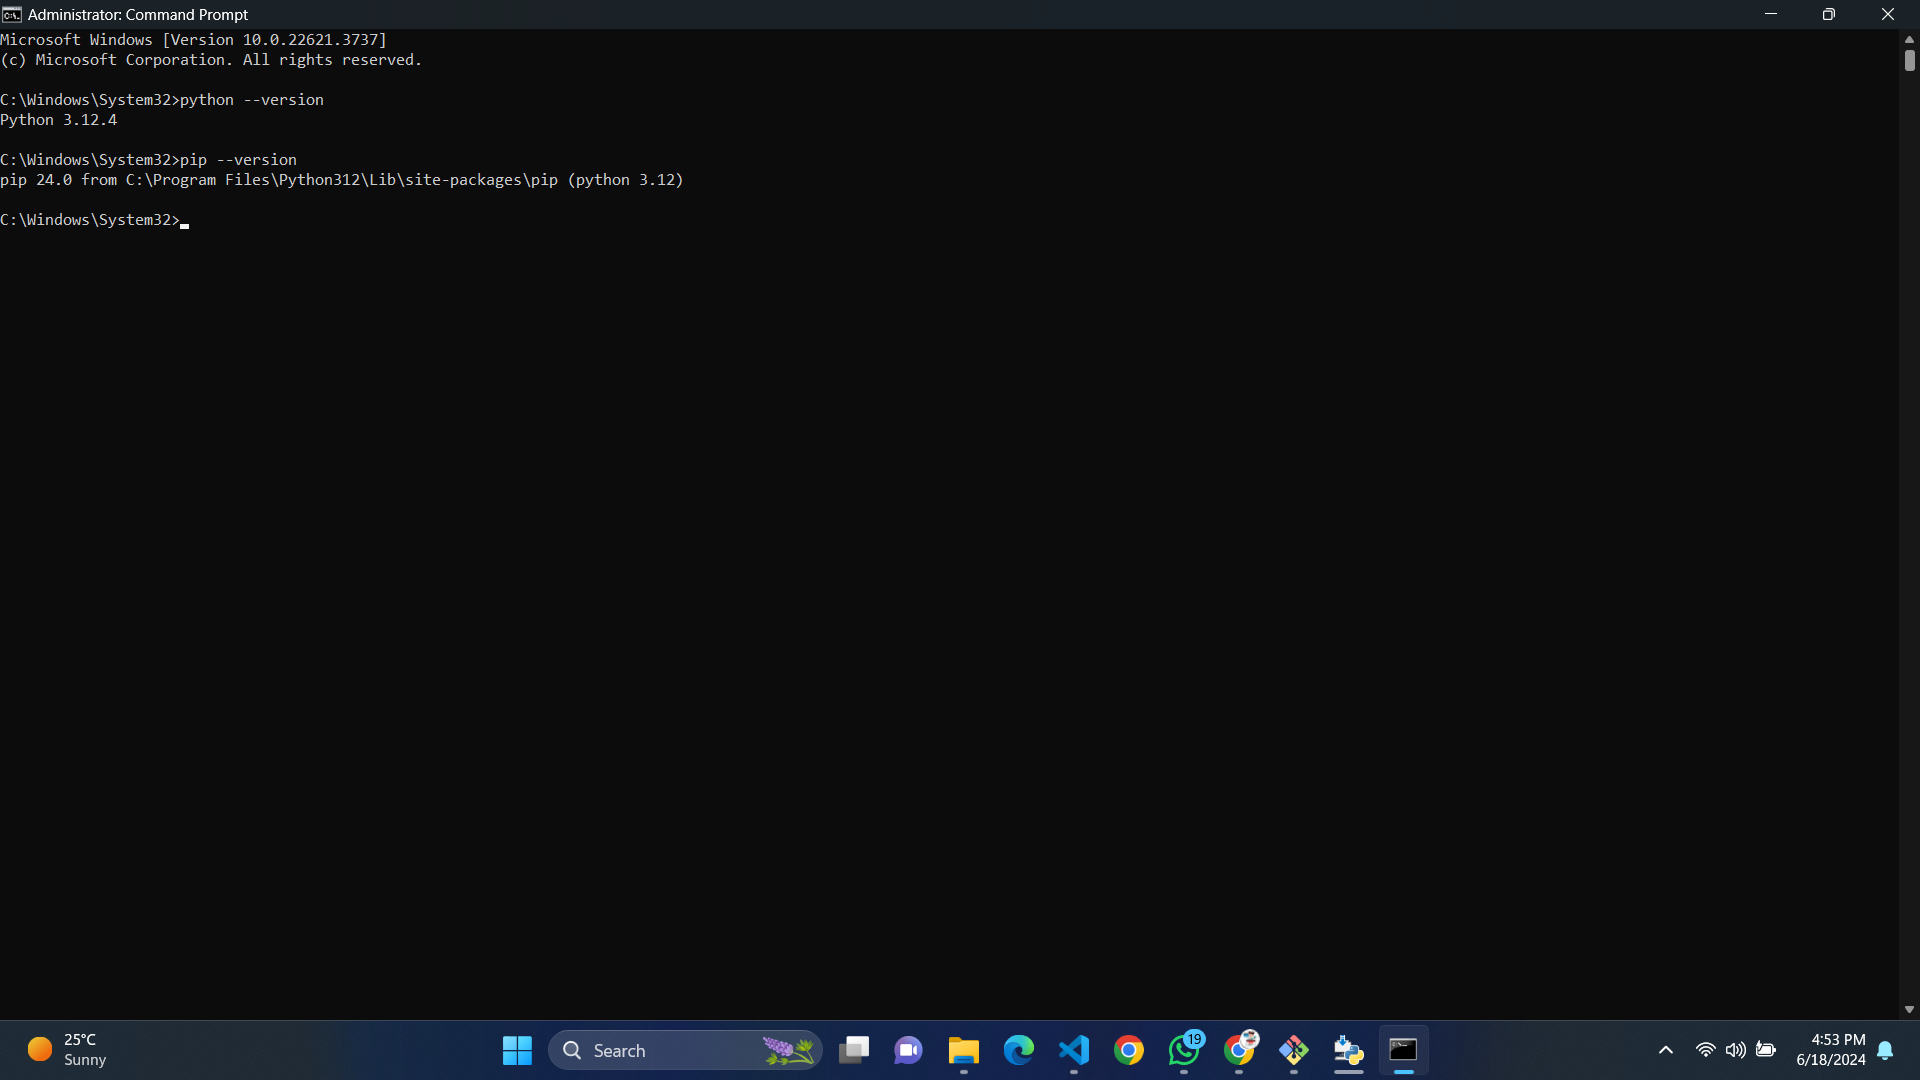 Administrator: Command Prompt
Microsoft Windows [Version 10.0.22621.3737]
(c) Microsoft Corporation. All rights reserved.
C:\Windows\System32>python --version
Python 3.12.4
C:\Windows\System32>pip --version
pip 24.0 from C:\Program Files\Python312\Lib\site-packages\pip (python 3.12)
C:\Windows\System32>
25°C
Sunny
Search
19
4:53 PM
6/18/2024